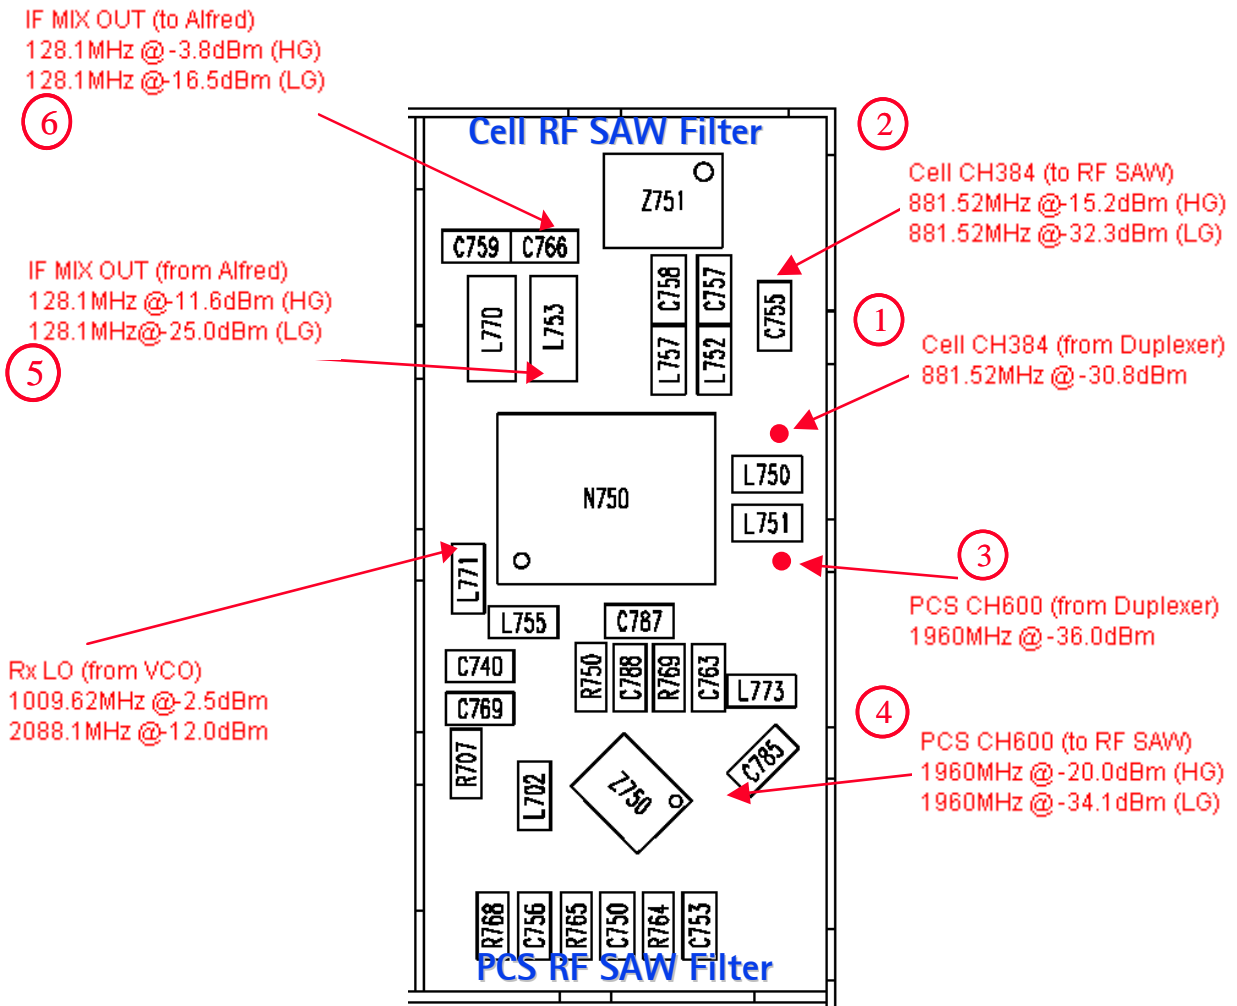 IF MIX OUT (to Alfred)
128.1MHz @-3.8dBm (HG)
128.1MHz @-16.5dBm (LG)
6
Cell RF SAW Filter
2
Cell CH384 (to RF SAW)
881.52MHz @-15.2dBm (HG)
881.52MHz @-32.3dBm (LG)
Z751
C759
C766
IF MIX OUT (from Alfred)
128.1MHz @-11.6dBm (HG)
128.1MHz@-25.0dBm (LG)
5
L770
L753
C758
C757
C755
L757
L752
1
Cell CH384 (from Duplexer)
881.52MHz @-30.8dBm
N750
L750
L751
3
PCS CH600 (from Duplexer)
1960MHz @-36.0dBm
L771
L755
C787
Rx LO (from VCO)
1009.62MHz @-2.5dBm
2088.1MHz @-12.0dBm
C740
C769
R707
R750
C788
R769
C763
L773
4
PCS CH600 (to RF SAW)
1960MHz @-20.0dBm (HG)
1960MHz @-34.1dBm (LG)
C785
L702
Z750
R768
C756
R765
C750
R764
C753
PCS RF SAW Filter